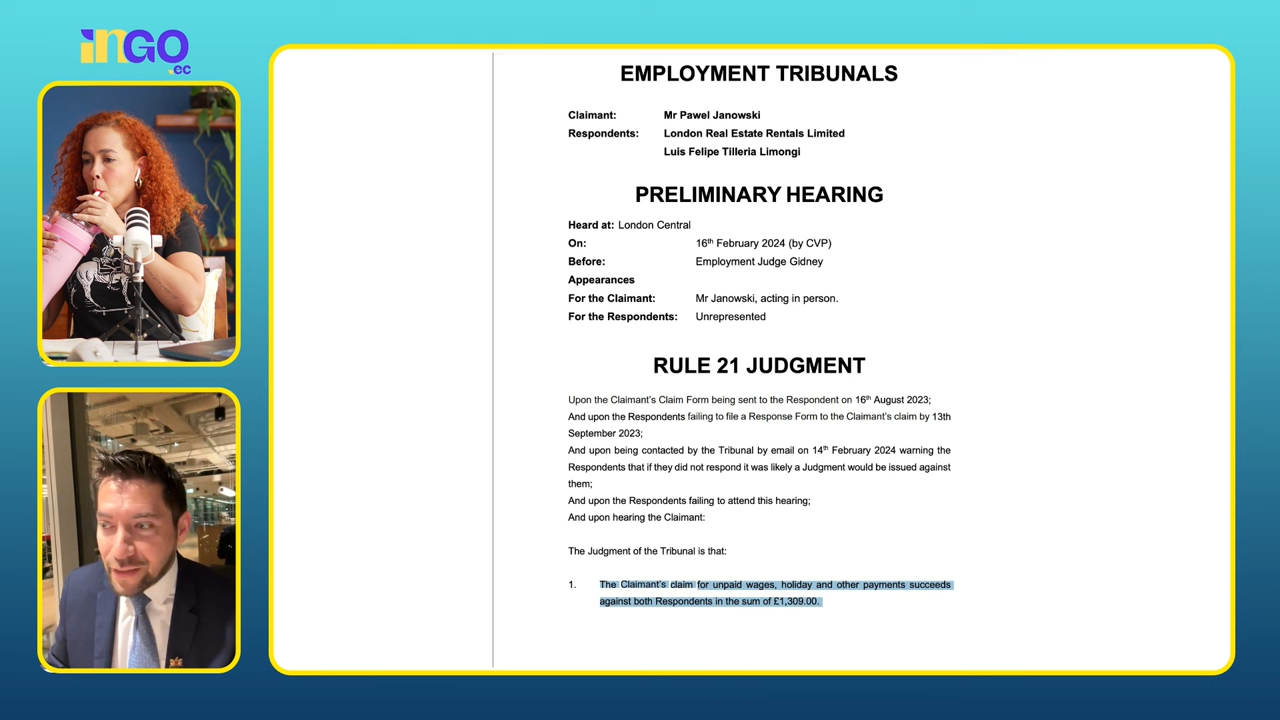 inGO
.ec
EMPLOYMENT TRIBUNALS
Claimant: Mr Pawel Janowski
Respondents: London Real Estate Rentals Limited
Luis Felipe Tilleria Limongi
PRELIMINARY HEARING
Heard at: London Central
On: 16th February 2024 (by CVP)
Before: Employment Judge Gidney
Appearances
For the Claimant: Mr Janowski, acting in person.
For the Respondents: Unrepresented
RULE 21 JUDGMENT
Upon the Claimant's Claim Form being sent to the Respondent on 16th August 2023;
And upon the Respondents failing to file a Response Form to the Claimant's claim by 13th
September 2023;
And upon being contacted by the Tribunal by email on 14th February 2024 warning the
Respondents that if they did not respond it was likely a Judgment would be issued against
them;
And upon the Respondents failing to attend this hearing;
And upon hearing the Claimant:
The Judgment of the Tribunal is that:
1. The Claimant's claim for unpaid wages, holiday and other payments succeeds
against both Respondents in the sum of £1,309.00.